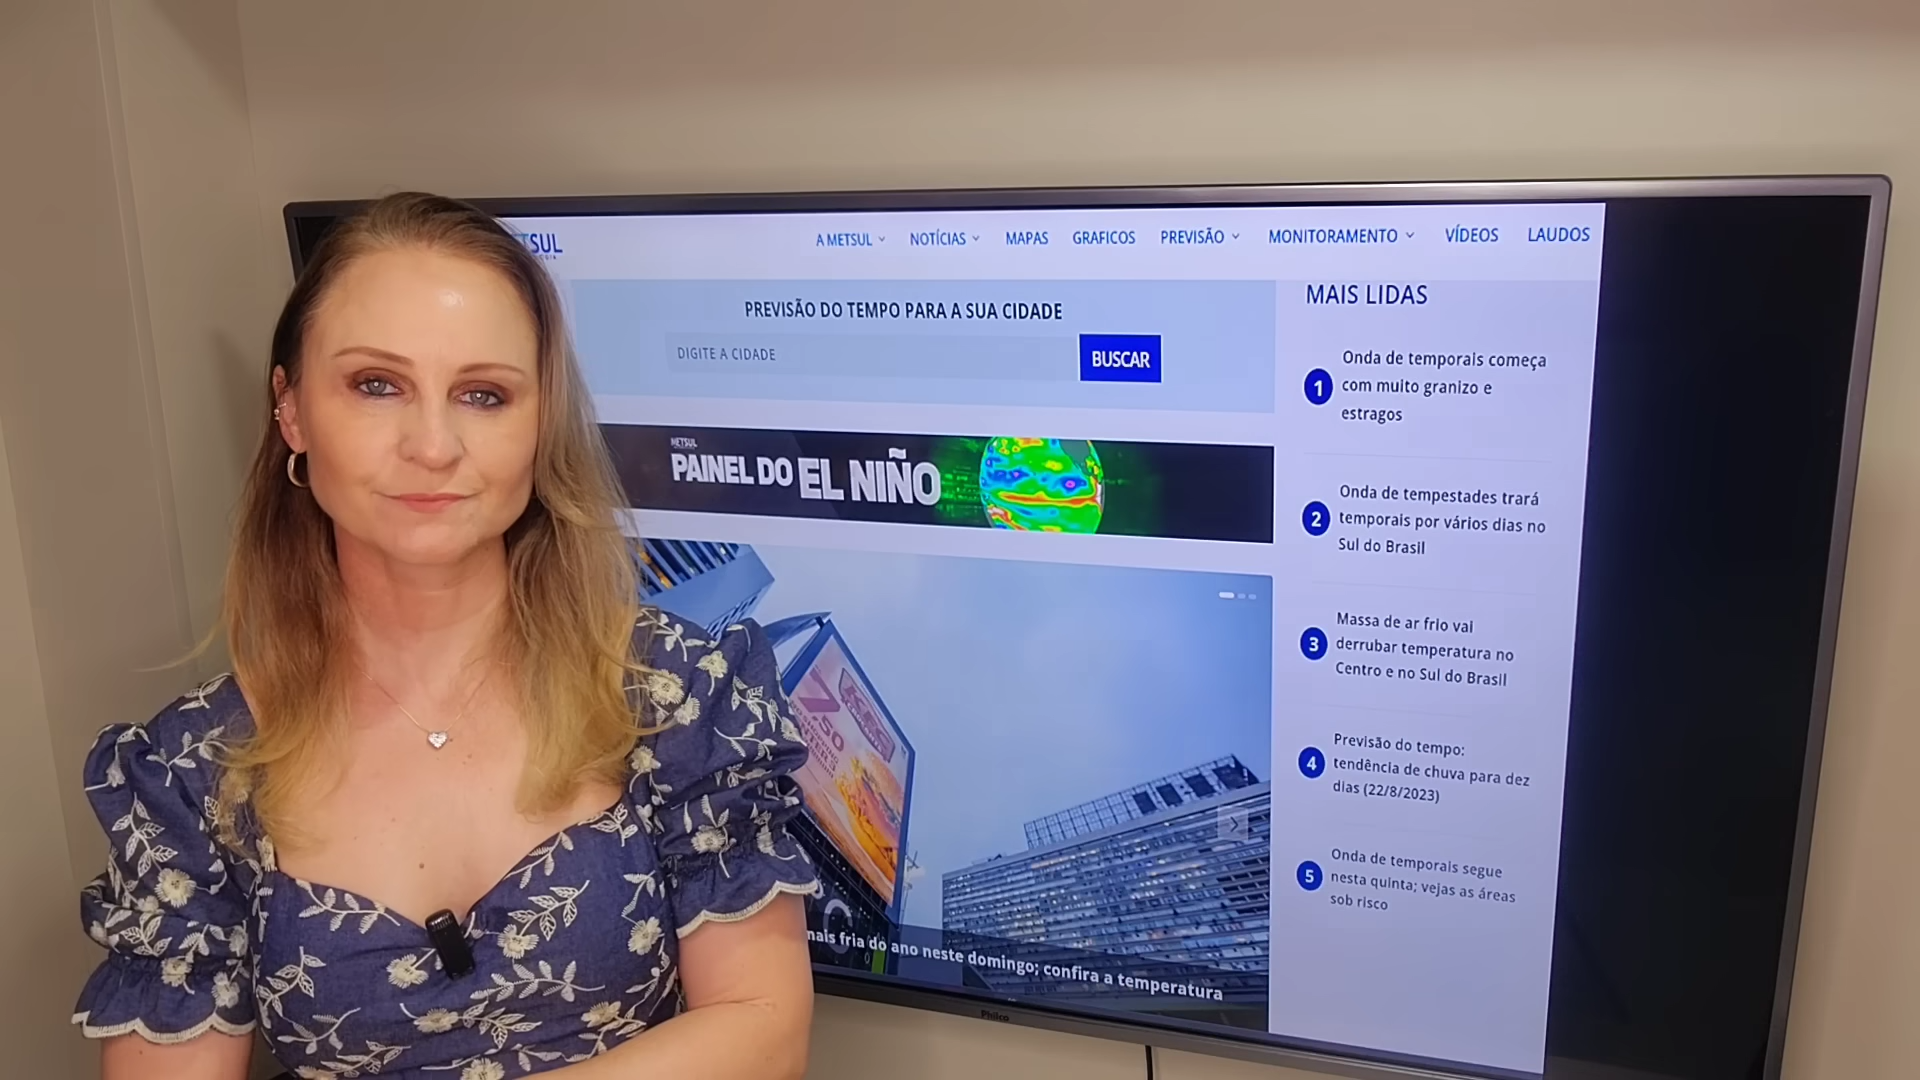 TSUL
A METSUL NOTÍCIAS MAPAS GRAFICOS PREVISÃO MONITORAMENTO VÍDEOS LAUDOS
PREVISÃO DO TEMPO PARA A SUA CIDADE
DIGITE A CIDADE
BUSCAR
METSUL
PAINEL DO EL NIÑO
7,50
mais fria do ano neste domingo; confira a temperatura
MAIS LIDAS
1
Onda de temporais começa
com muito granizo e
estragos
2
Onda de tempestades trará
temporais por vários dias no
Sul do Brasil
3
Massa de ar frio vai
derrubar temperatura no
Centro e no Sul do Brasil
4
Previsão do tempo:
tendência de chuva para dez
dias (22/8/2023)
5
Onda de temporais segue
nesta quinta; vejas as áreas
sob risco
Philco